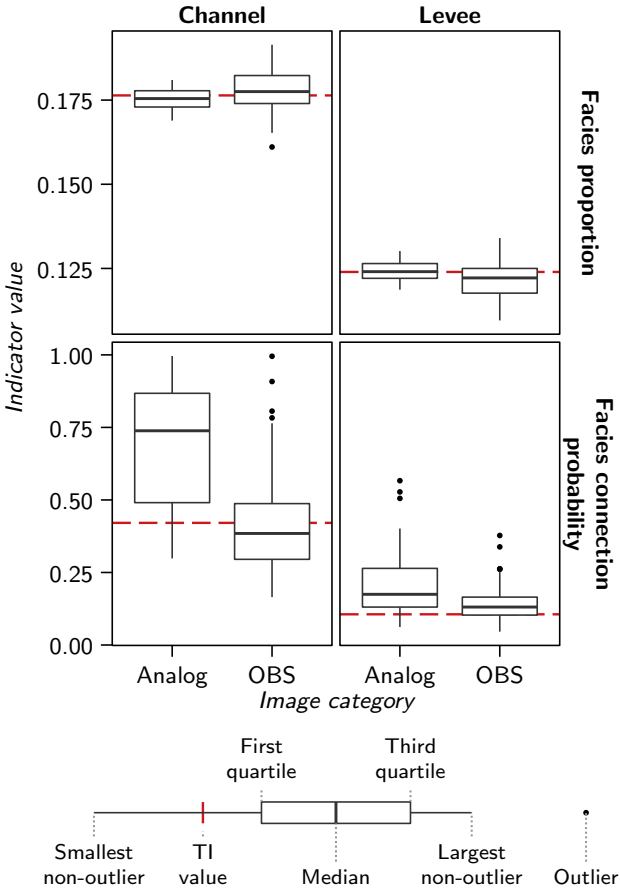 Channel
Levee
0.175
0.150
0.125
Facies proportion
Indicator value
1.00
0.75
0.50
0.25
0.00
Facies connection
probability
Analog
OBS
Analog
OBS
Image category
First
quartile
Third
quartile
Smallest
non-outlier
TI
value
Median
Largest
non-outlier
Outlier